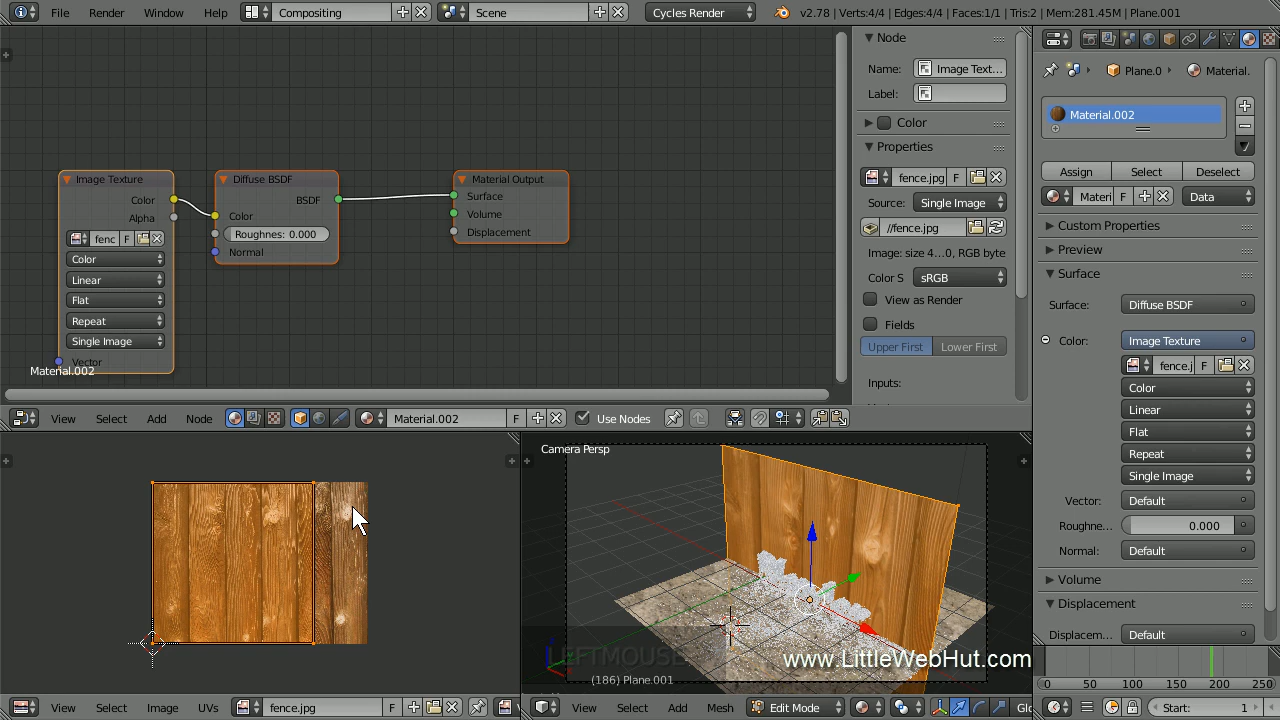 File Render Window Help Compositing Scene Cycles Render v2.78 | Verts:4/4 | Edges:4/4 | Faces:1/1 | Tris:2 | Mem:281.45M | Plane.001
Node
Name: Image Text...
Label:
Color
Properties
fence.jpg F
Source: Single Image
//fence.jpg
Image: size 4...0, RGB byte
Color S sRGB
View as Render
Fields
Upper First Lower First
Inputs:
Plane.0 Material.
Material.002
Assign Select Deselect
Materi F Data
Custom Properties
Preview
Surface
Surface: Diffuse BSDF
Color: Image Texture
fence.j F
Color
Linear
Flat
Repeat
Single Image
Vector: Default
Roughne... 0.000
Normal: Default
Volume
Displacement
Displacem... Default
Image Texture
Color
Alpha
fenc F
Color
Linear
Flat
Repeat
Single Image
Vector
Material.002
Diffuse BSDF
BSDF
Color
Roughness: 0.000
Normal
Material Output
Surface
Volume
Displacement
View Select Add Node Material.002 F Use Nodes
Camera Persp
LEFTMOUSE
www.LittleWebHut.com
(186) Plane.001
View Select Image UVs fence.jpg F
View Select Add Mesh Edit Mode Glo
0 50 100 150 200 250
Start: 1